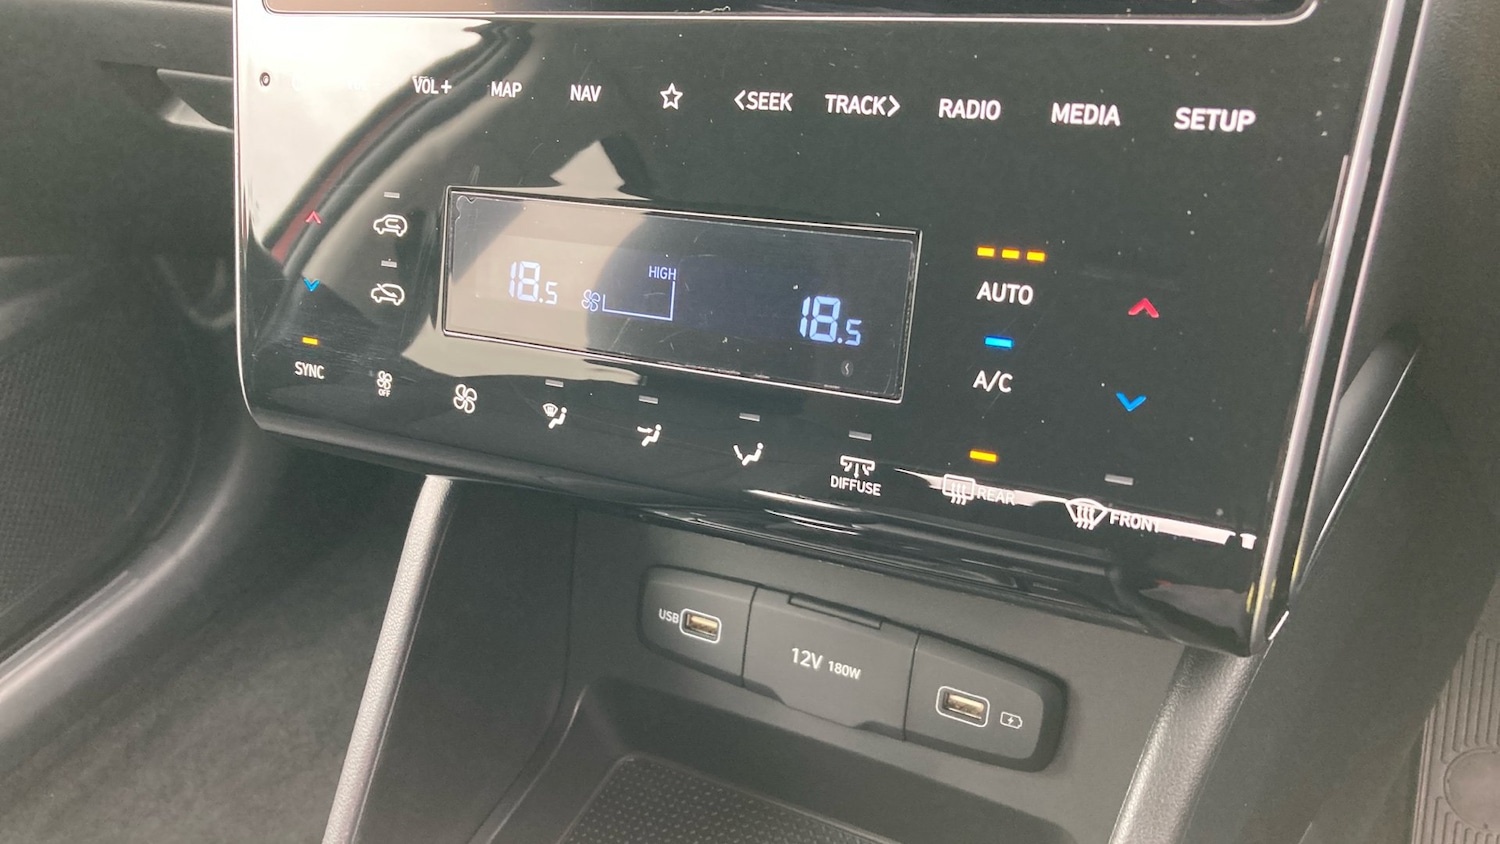 VOL+ MAP NAV <SEEK TRACK> RADIO MEDIA SETUP
HIGH
18.5 18.5
AUTO
SYNC A/C
OFF
DIFFUSE REAR FRONT
USB 12V 180W